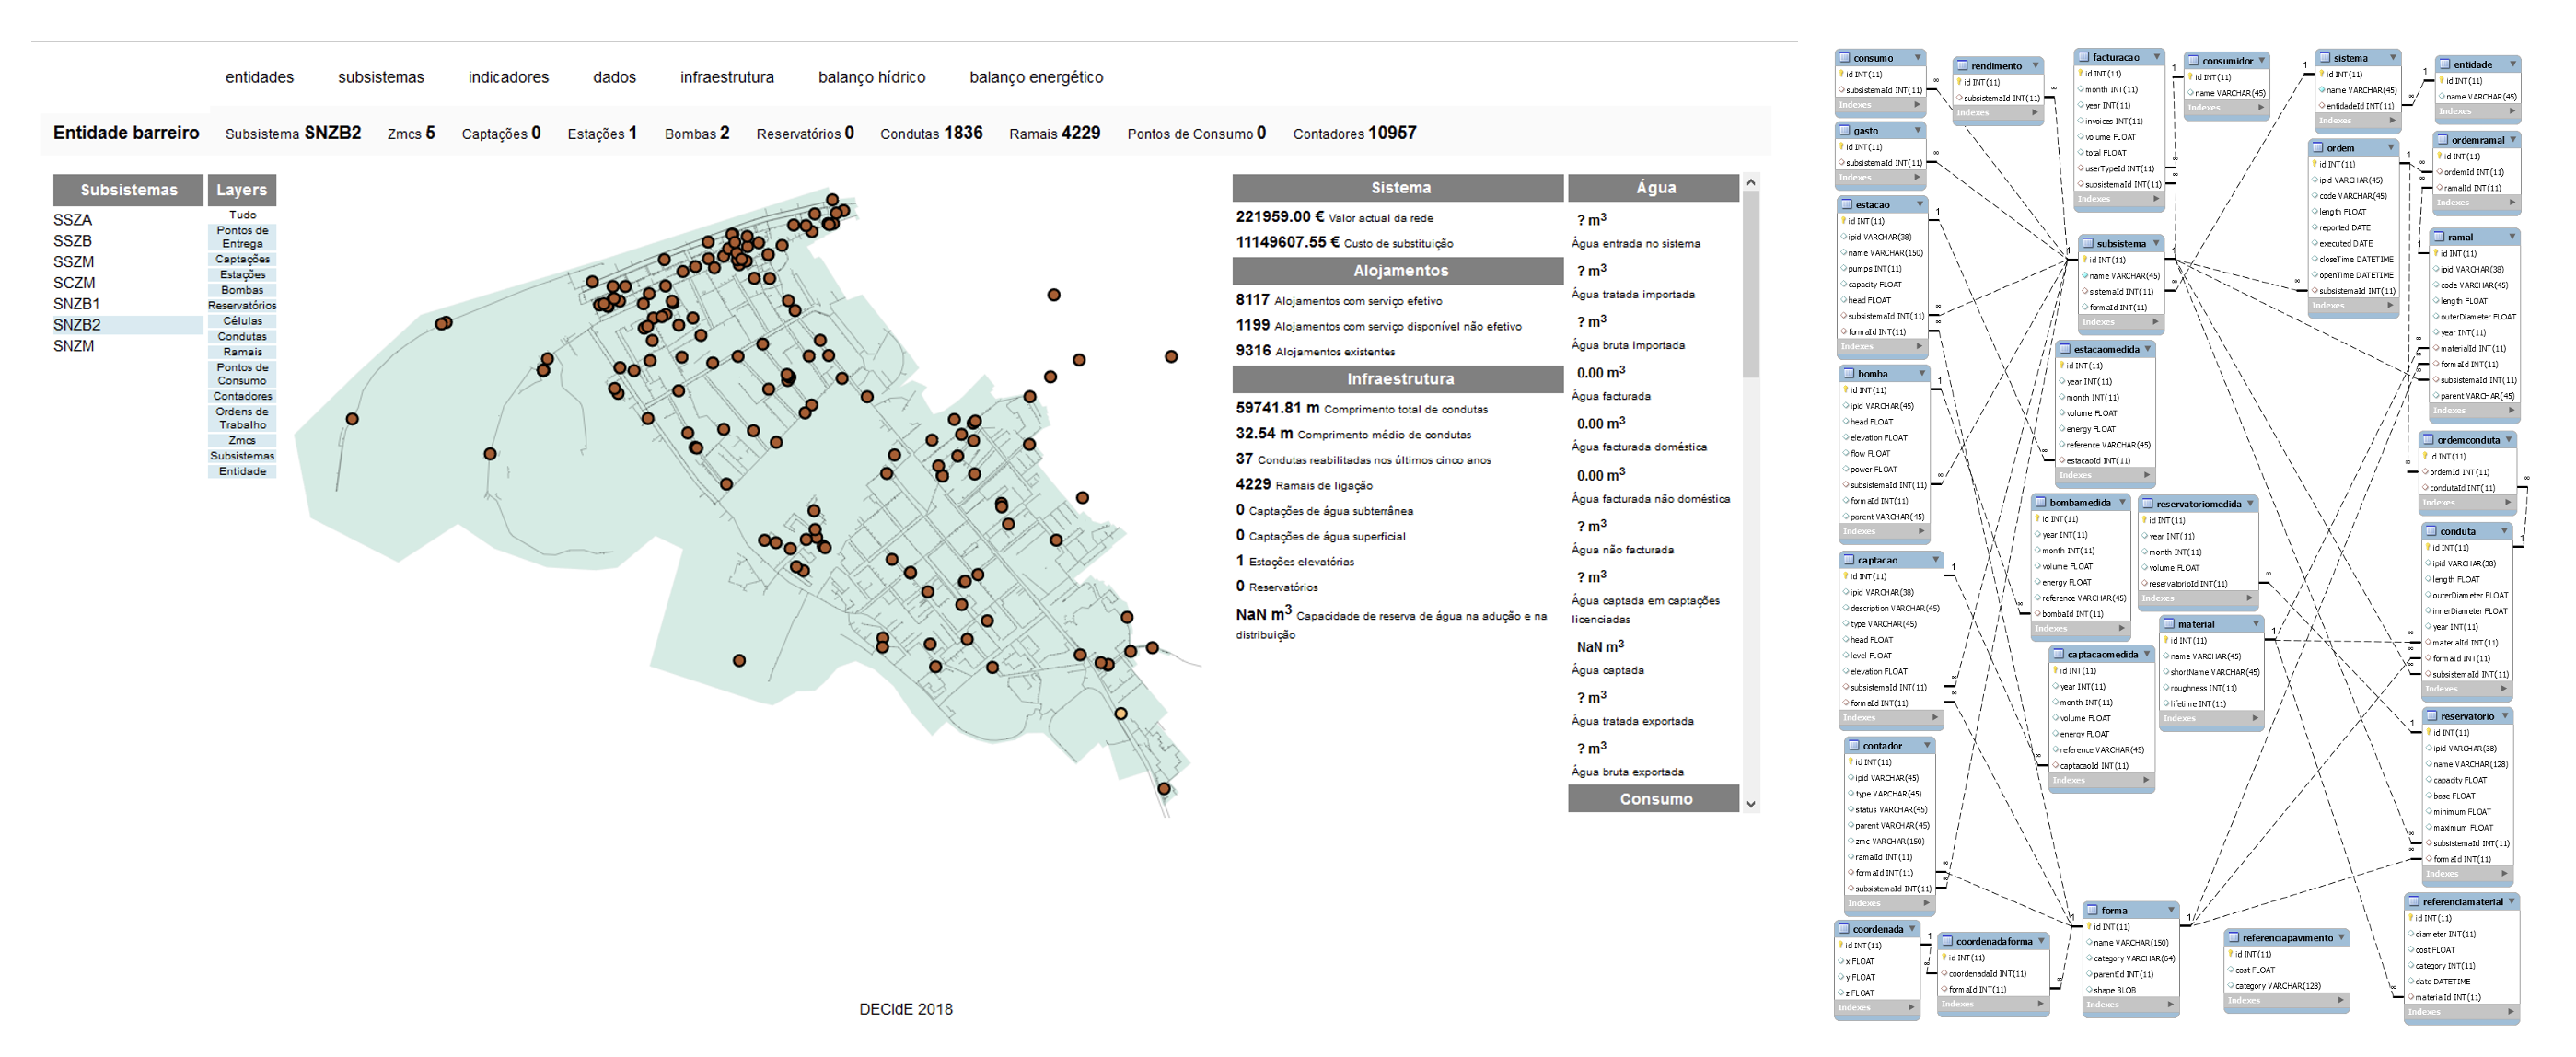 entidades subsistemas indicadores dados infraestrutura balanço hídrico balanço energético
Entidade barreiro Subsistema SNZB2 Zmcs 5 Captações 0 Estações 1 Bombas 2 Reservatórios 0 Condutas 1836 Ramais 4229 Pontos de Consumo 0 Contadores 10957
Subsistemas
SSZA
SSZB
SSZM
SCZM
SNZB1
SNZB2
SNZM
Layers
Tudo
Pontos de
Entrega
Captações
Estações
Bombas
Reservatórios
Células
Condutas
Ramais
Pontos de
Consumo
Contadores
Ordens de
Trabalho
Zmcs
Subsistemas
Entidade
Sistema
221959.00 € Valor actual da rede
11149607.55 € Custo de substituição
Alojamentos
8117 Alojamentos com serviço efetivo
1199 Alojamentos com serviço disponível não efetivo
9316 Alojamentos existentes
Infraestrutura
59741.81 m Comprimento total de condutas
32.54 m Comprimento médio de condutas
37 Condutas reabilitadas nos últimos cinco anos
4229 Ramais de ligação
0 Captações de água subterrânea
0 Captações de água superficial
1 Estações elevatórias
0 Reservatórios
NaN m3 Capacidade de reserva de água na adução e na
distribuição
Água
? m3
Água entrada no sistema
? m3
Água tratada importada
? m3
Água bruta importada
0.00 m3
Água facturada
0.00 m3
Água facturada doméstica
0.00 m3
Água facturada não doméstica
? m3
Água não facturada
? m3
Água captada em captações
licenciadas
NaN m3
Água captada
? m3
Água tratada exportada
? m3
Água bruta exportada
Consumo
DECIdE 2018
consumo
id INT(11)
subsistemaId INT(11)
Indexes
gasto
id INT(11)
subsistemaId INT(11)
Indexes
estacao
id INT(11)
ipid VARCHAR(38)
name VARCHAR(150)
pumps INT(11)
capacity FLOAT
head FLOAT
subsistemaId INT(11)
formaId INT(11)
Indexes
bomba
id INT(11)
ipid VARCHAR(45)
head FLOAT
elevation FLOAT
flow FLOAT
power FLOAT
subsistemaId INT(11)
formaId INT(11)
parent VARCHAR(45)
Indexes
captacao
id INT(11)
ipid VARCHAR(38)
description VARCHAR(45)
type VARCHAR(45)
head FLOAT
level FLOAT
elevation FLOAT
subsistemaId INT(11)
formaId INT(11)
Indexes
contador
id INT(11)
ipid VARCHAR(45)
type VARCHAR(45)
status VARCHAR(45)
parent VARCHAR(45)
zmc VARCHAR(150)
ramalId INT(11)
formaId INT(11)
subsistemaId INT(11)
Indexes
coordenada
id INT(11)
x FLOAT
y FLOAT
z FLOAT
Indexes
coordenadaforma
id INT(11)
coordenadaId INT(11)
formaId INT(11)
Indexes
rendimento
id INT(11)
subsistemaId INT(11)
Indexes
facturacao
id INT(11)
month INT(11)
year INT(11)
invoices INT(11)
volume FLOAT
total FLOAT
userTypeId INT(11)
subsistemaId INT(11)
Indexes
consumidor
id INT(11)
name VARCHAR(45)
Indexes
subsistema
id INT(11)
name VARCHAR(45)
sistemaId INT(11)
formaId INT(11)
Indexes
estacaomedida
id INT(11)
year INT(11)
month INT(11)
volume FLOAT
energy FLOAT
reference VARCHAR(45)
estacaoId INT(11)
Indexes
bombamedida
id INT(11)
year INT(11)
month INT(11)
volume FLOAT
energy FLOAT
reference VARCHAR(45)
bombaId INT(11)
Indexes
reservatoriomedida
id INT(11)
year INT(11)
month INT(11)
volume FLOAT
reservatorioId INT(11)
Indexes
material
id INT(11)
name VARCHAR(45)
shortName VARCHAR(45)
roughness INT(11)
lifetime INT(11)
Indexes
captacaomedida
id INT(11)
year INT(11)
month INT(11)
volume FLOAT
energy FLOAT
reference VARCHAR(45)
captacaoId INT(11)
Indexes
forma
id INT(11)
name VARCHAR(150)
category VARCHAR(64)
parentId INT(11)
shape BLOB
Indexes
referenciapavimento
id INT(11)
cost FLOAT
category VARCHAR(128)
Indexes
sistema
id INT(11)
name VARCHAR(45)
entidadeId INT(11)
Indexes
entidade
id INT(11)
name VARCHAR(45)
Indexes
ordem
id INT(11)
ipid VARCHAR(45)
code VARCHAR(45)
length FLOAT
reported DATE
executed DATE
closeTime DATETIME
openTime DATETIME
subsistemaId INT(11)
Indexes
ordemramal
id INT(11)
ordemId INT(11)
ramalId INT(11)
Indexes
ramal
id INT(11)
ipid VARCHAR(38)
code VARCHAR(45)
length FLOAT
outerDiameter FLOAT
year INT(11)
materialId INT(11)
formaId INT(11)
subsistemaId INT(11)
parent VARCHAR(45)
Indexes
ordemconduta
id INT(11)
ordemId INT(11)
condutaId INT(11)
Indexes
conduta
id INT(11)
ipid VARCHAR(38)
length FLOAT
outerDiameter FLOAT
innerDiameter FLOAT
year INT(11)
materialId INT(11)
formaId INT(11)
subsistemaId INT(11)
Indexes
reservatorio
id INT(11)
ipid VARCHAR(38)
name VARCHAR(128)
capacity FLOAT
base FLOAT
minimum FLOAT
maximum FLOAT
subsistemaId INT(11)
formaId INT(11)
Indexes
referenciamaterial
id INT(11)
diameter INT(11)
cost FLOAT
category INT(11)
date DATETIME
materialId INT(11)
Indexes